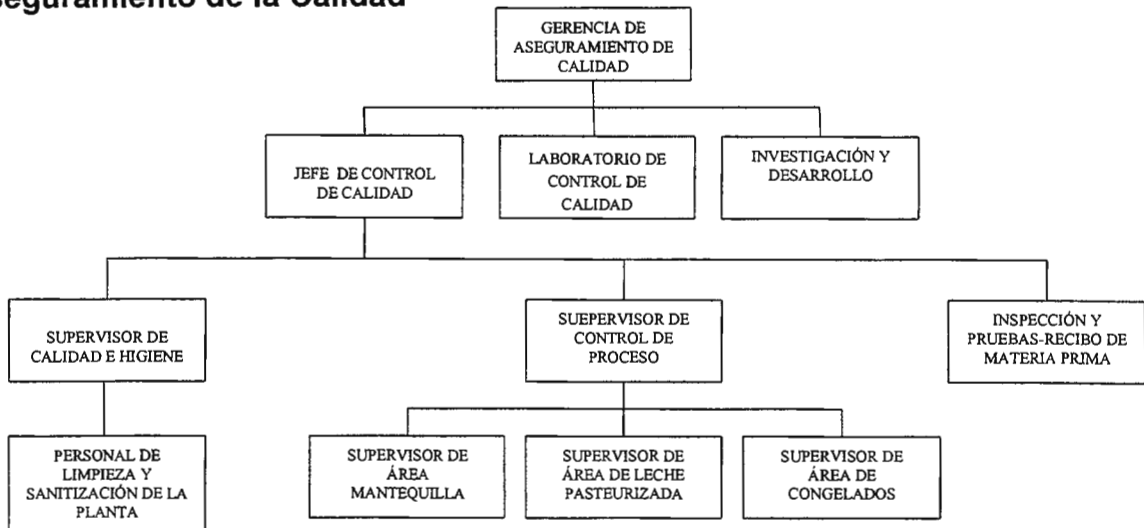 seguramiento de la Calidad
GERENCIA DE
ASEGURAMIENTO DE
CALIDAD
JEFE DE CONTROL
DE CALIDAD
LABORATORIO DE
CONTROL DE
CALIDAD
INVESTIGACIÓN Y
DESARROLLO
SUPERVISOR DE
CALIDAD E HIGIENE
SUEPERVISOR DE
CONTROL DE
PROCESO
INSPECCIÓN Y
PRUEBAS-RECIBO DE
MATERIA PRIMA
PERSONAL DE
LIMPIEZA Y
SANITIZACIÓN DE LA
PLANTA
SUPERVISOR DE
ÁREA
MANTEQUILLA
SUPERVISOR DE
ÁREA DE LECHE
PASTEURIZADA
SUPERVISOR DE
ÁREA DE
CONGELADOS